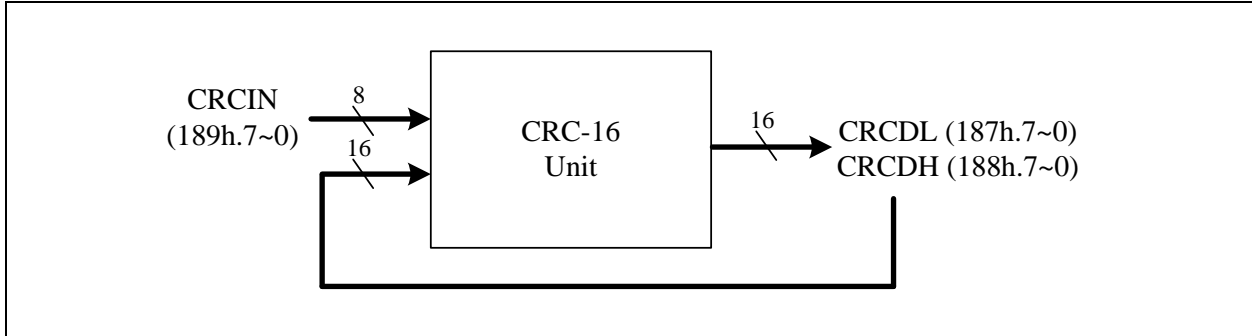 CRCIN
(189h.7~0)
8
16
CRC-16
Unit
16
CRCDL (187h.7~0)
CRCDH (188h.7~0)